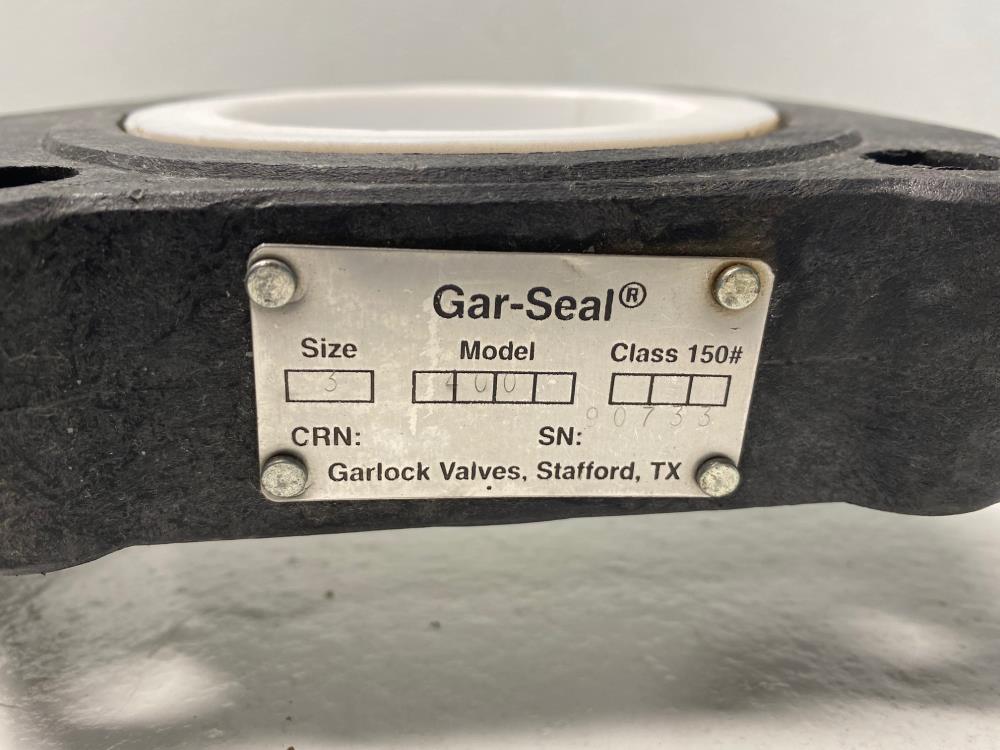 Gar-Seal®
Size Model Class 150#
3 400
90733
CRN: SN:
Garlock Valves, Stafford, TX